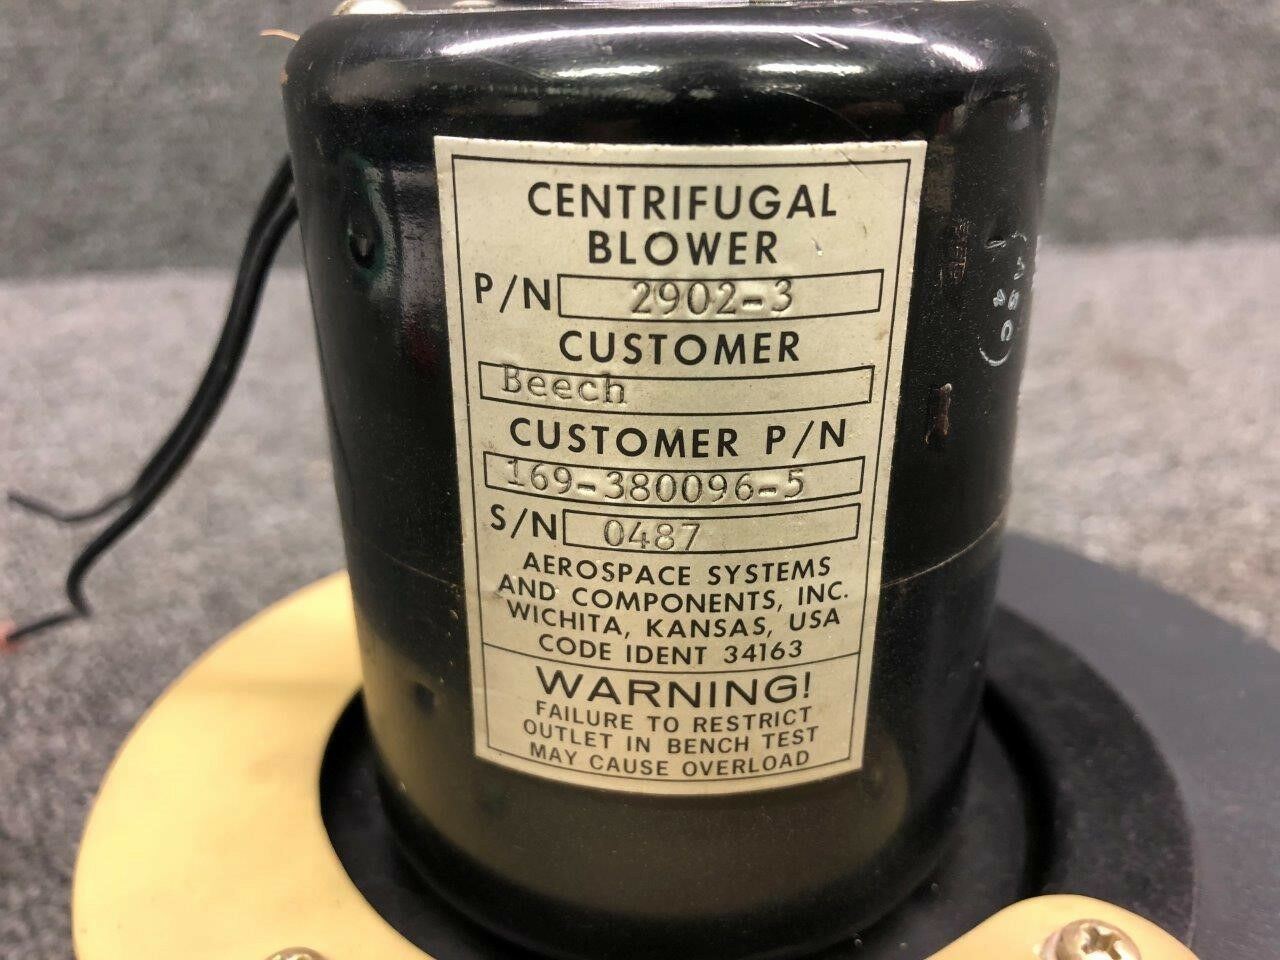 CENTRIFUGAL
BLOWER
P/N 2902-3
CUSTOMER
Beech
CUSTOMER P/N
169-380096-5
S/N 0487
AEROSPACE SYSTEMS
AND COMPONENTS, INC.
WICHITA, KANSAS, USA
CODE IDENT 34163
WARNING!
FAILURE TO RESTRICT
OUTLET IN BENCH TEST
MAY CAUSE OVERLOAD